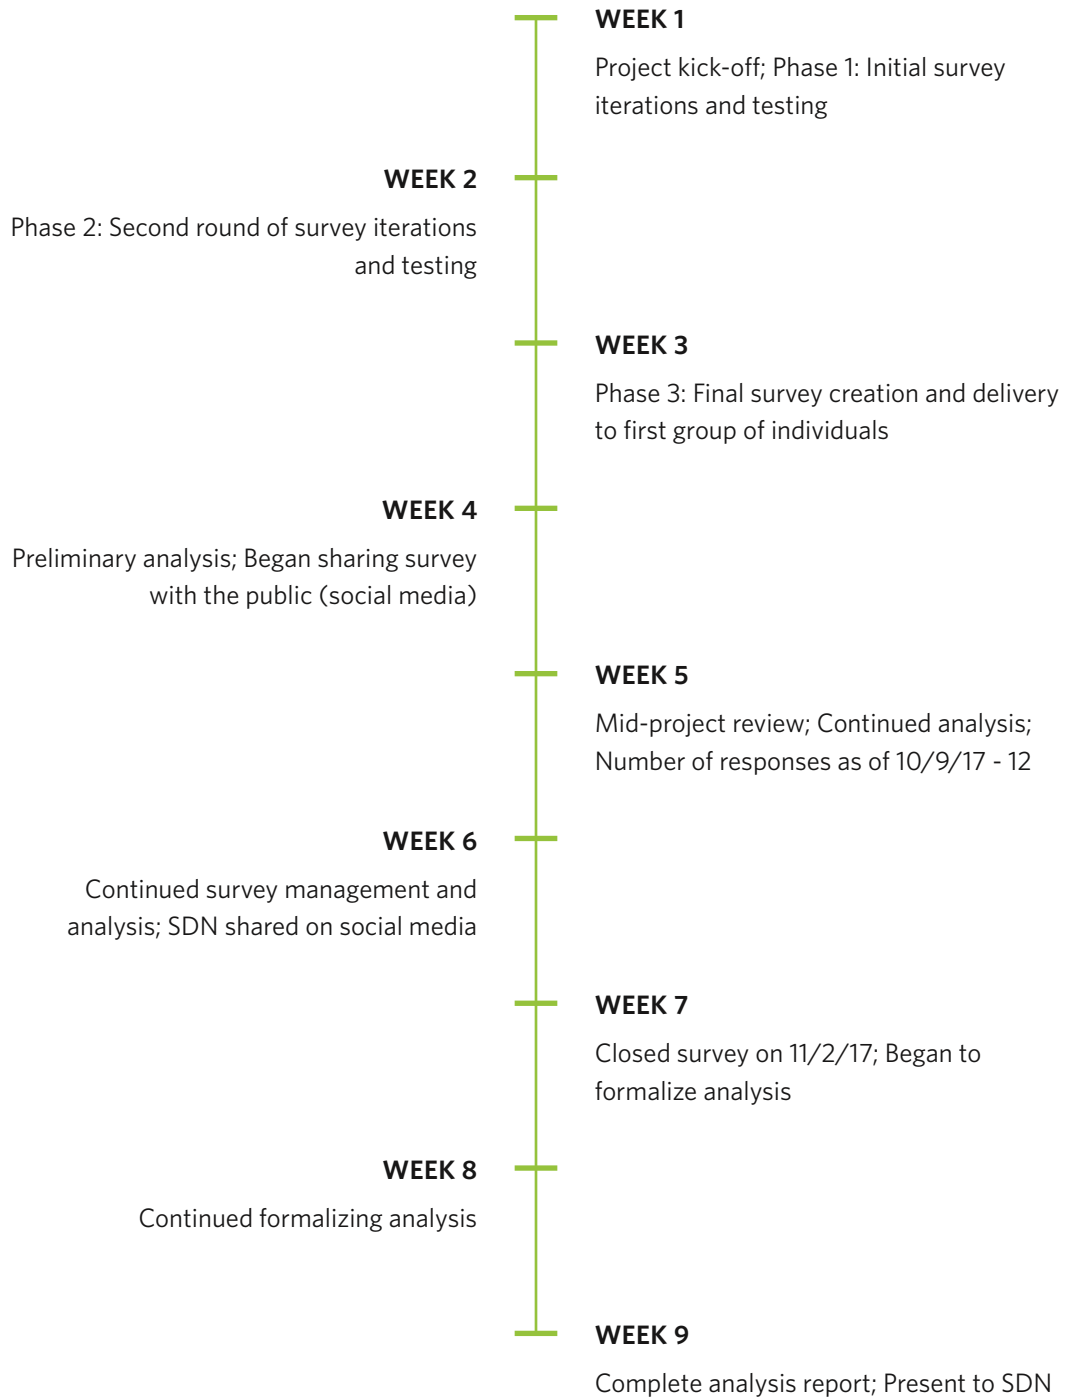 WEEK 1
Project kick-off; Phase 1: Initial survey
iterations and testing
WEEK 2
Phase 2: Second round of survey iterations
and testing
WEEK 3
Phase 3: Final survey creation and delivery
to first group of individuals
WEEK 4
Preliminary analysis; Began sharing survey
with the public (social media)
WEEK 5
Mid-project review; Continued analysis;
Number of responses as of 10/9/17 - 12
WEEK 6
Continued survey management and
analysis; SDN shared on social media
WEEK 7
Closed survey on 11/2/17; Began to
formalize analysis
WEEK 8
Continued formalizing analysis
WEEK 9
Complete analysis report; Present to SDN